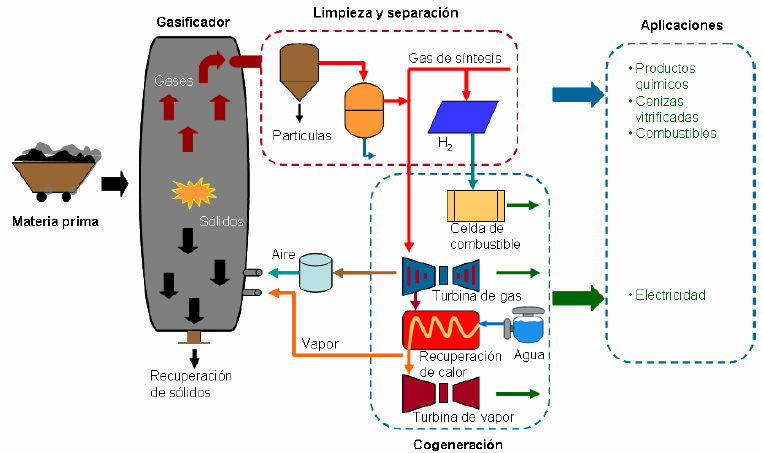 Gasificador
Limpieza y separación
Aplicaciones
Gases
Gas de síntesis
Partículas
H2
• Productos
químicos
• Cenizas
vitrificadas
• Combustibles
Materia prima
Sólidos
Celda de
combustible
Aire
Turbina de gas
• Electricidad
Vapor
Recuperación
de calor
Agua
Recuperación
de sólidos
Turbina de vapor
Cogeneración